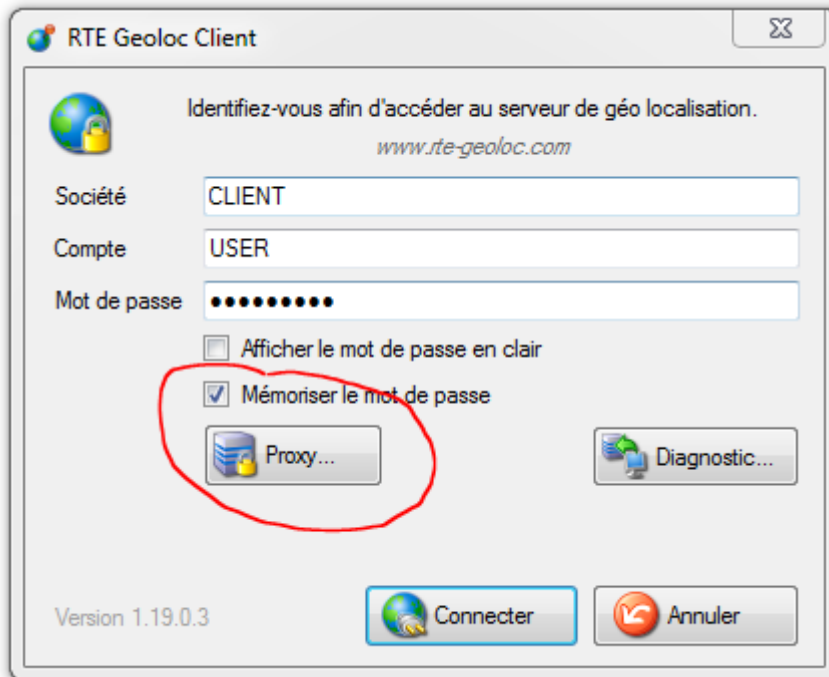 RTE Geoloc Client
Identifiez-vous afin d'accéder au serveur de géo localisation.
www.rte-geoloc.com
Société CLIENT
Compte USER
Mot de passe •••••••••
Afficher le mot de passe en clair
Mémoriser le mot de passe
Proxy... Diagnostic...
Version 1.19.0.3 Connecter Annuler